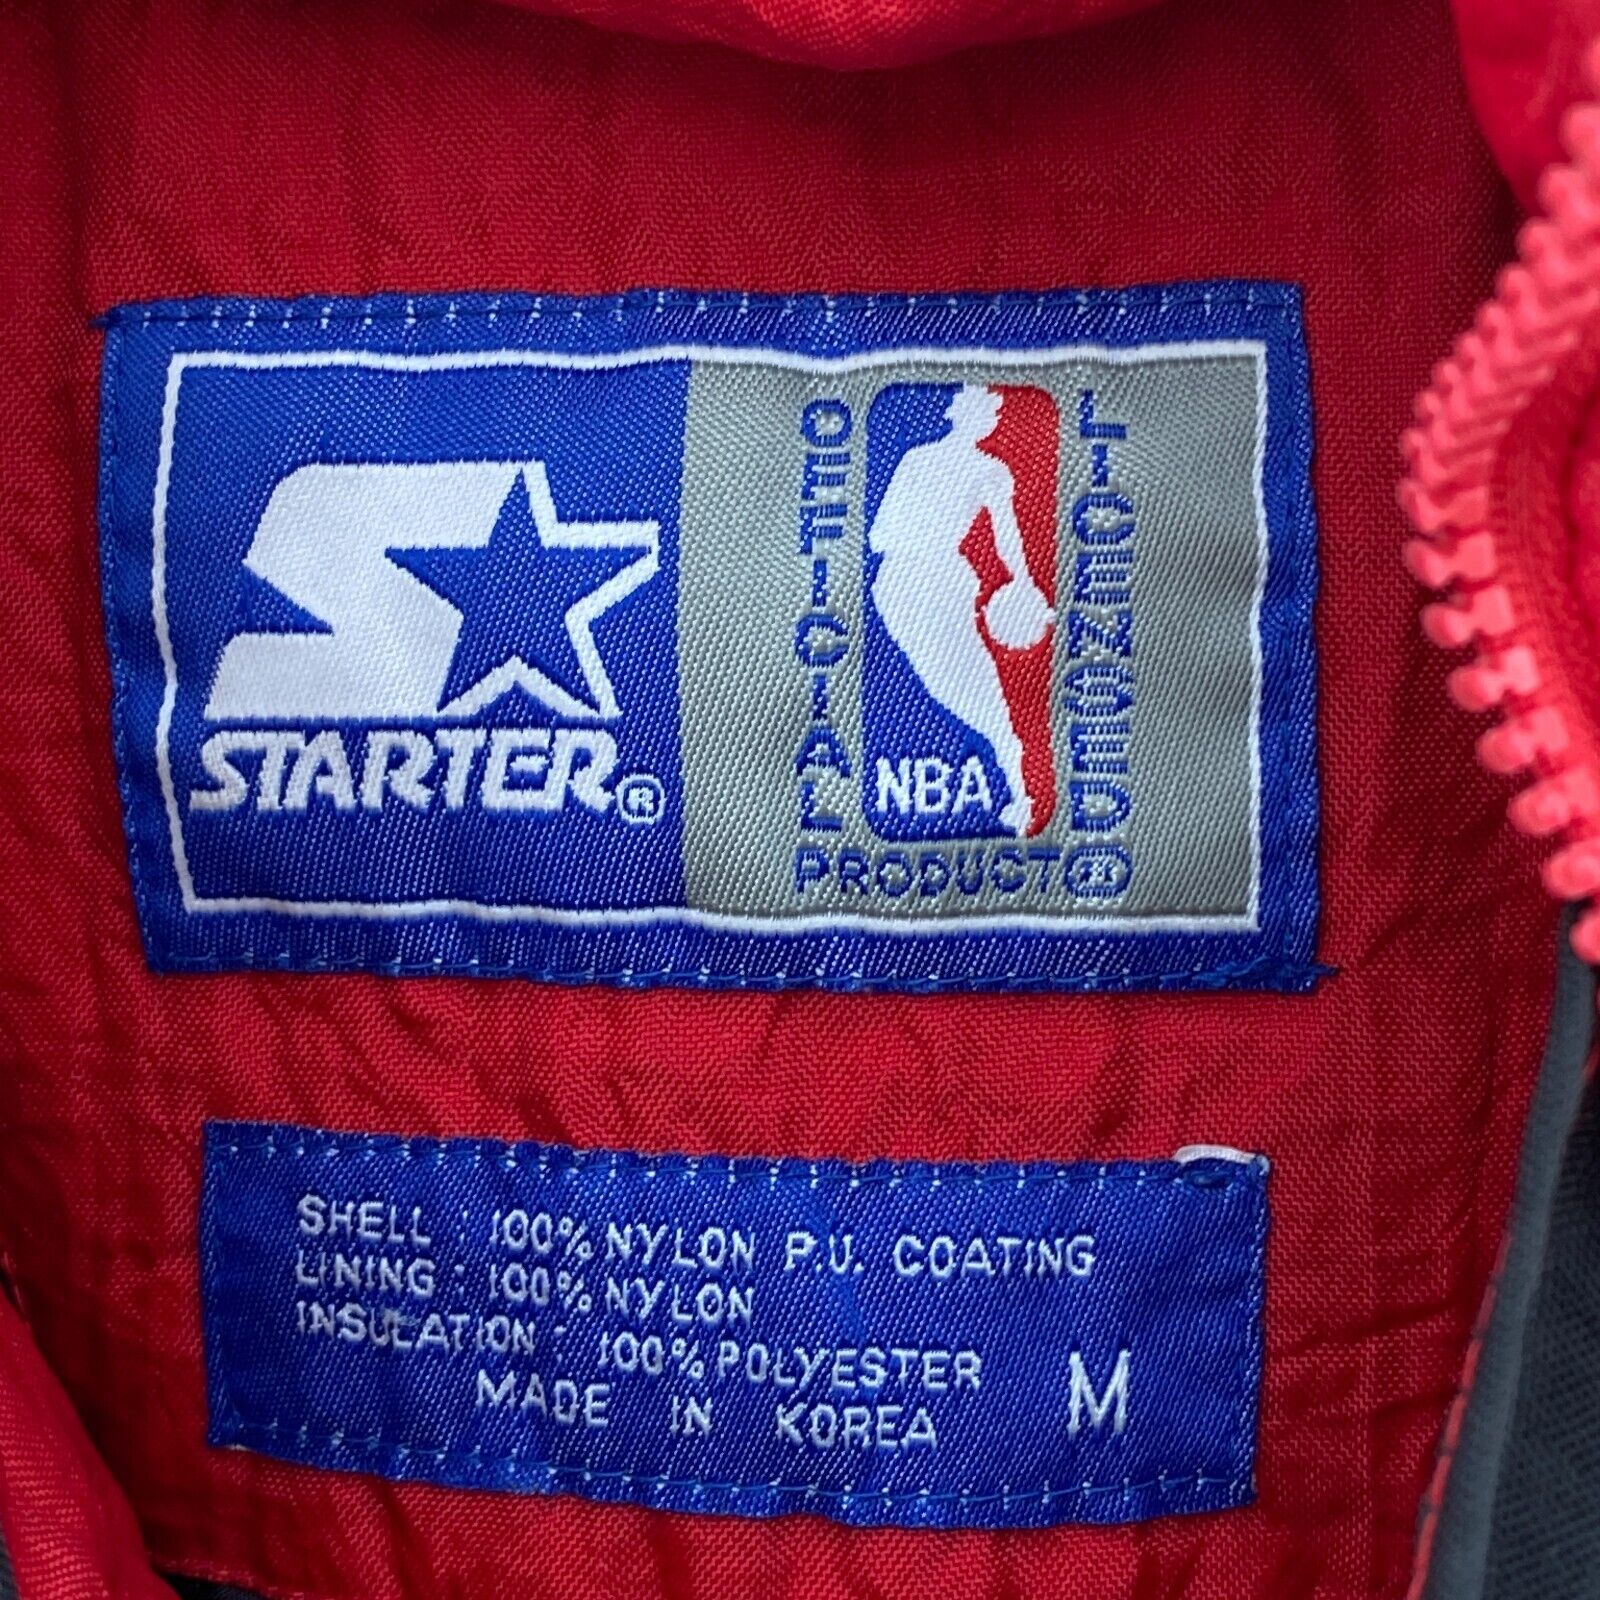 STARTER®
OFFICIAL
NBA
LICENSED
PRODUCT®
SHELL : 100% NYLON P.U. COATING
LINING : 100% NYLON
INSULATION : 100% POLYESTER
MADE IN KOREA
M